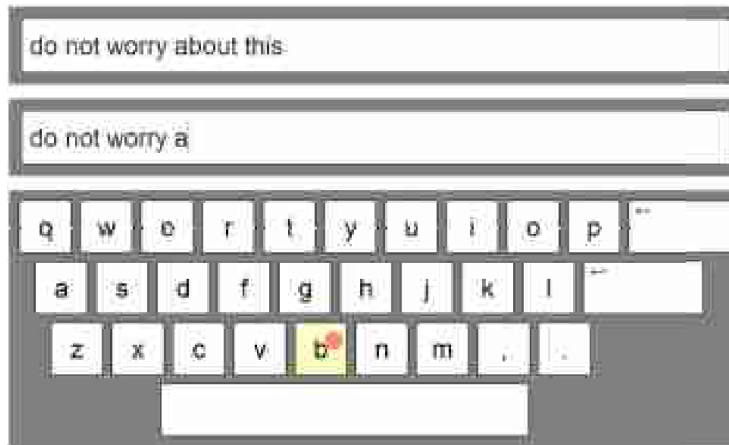 do not worry about this
do not worry a
q w e r t y u i o p ←
a s d f g h j k l ↵
z x c v b n m , .